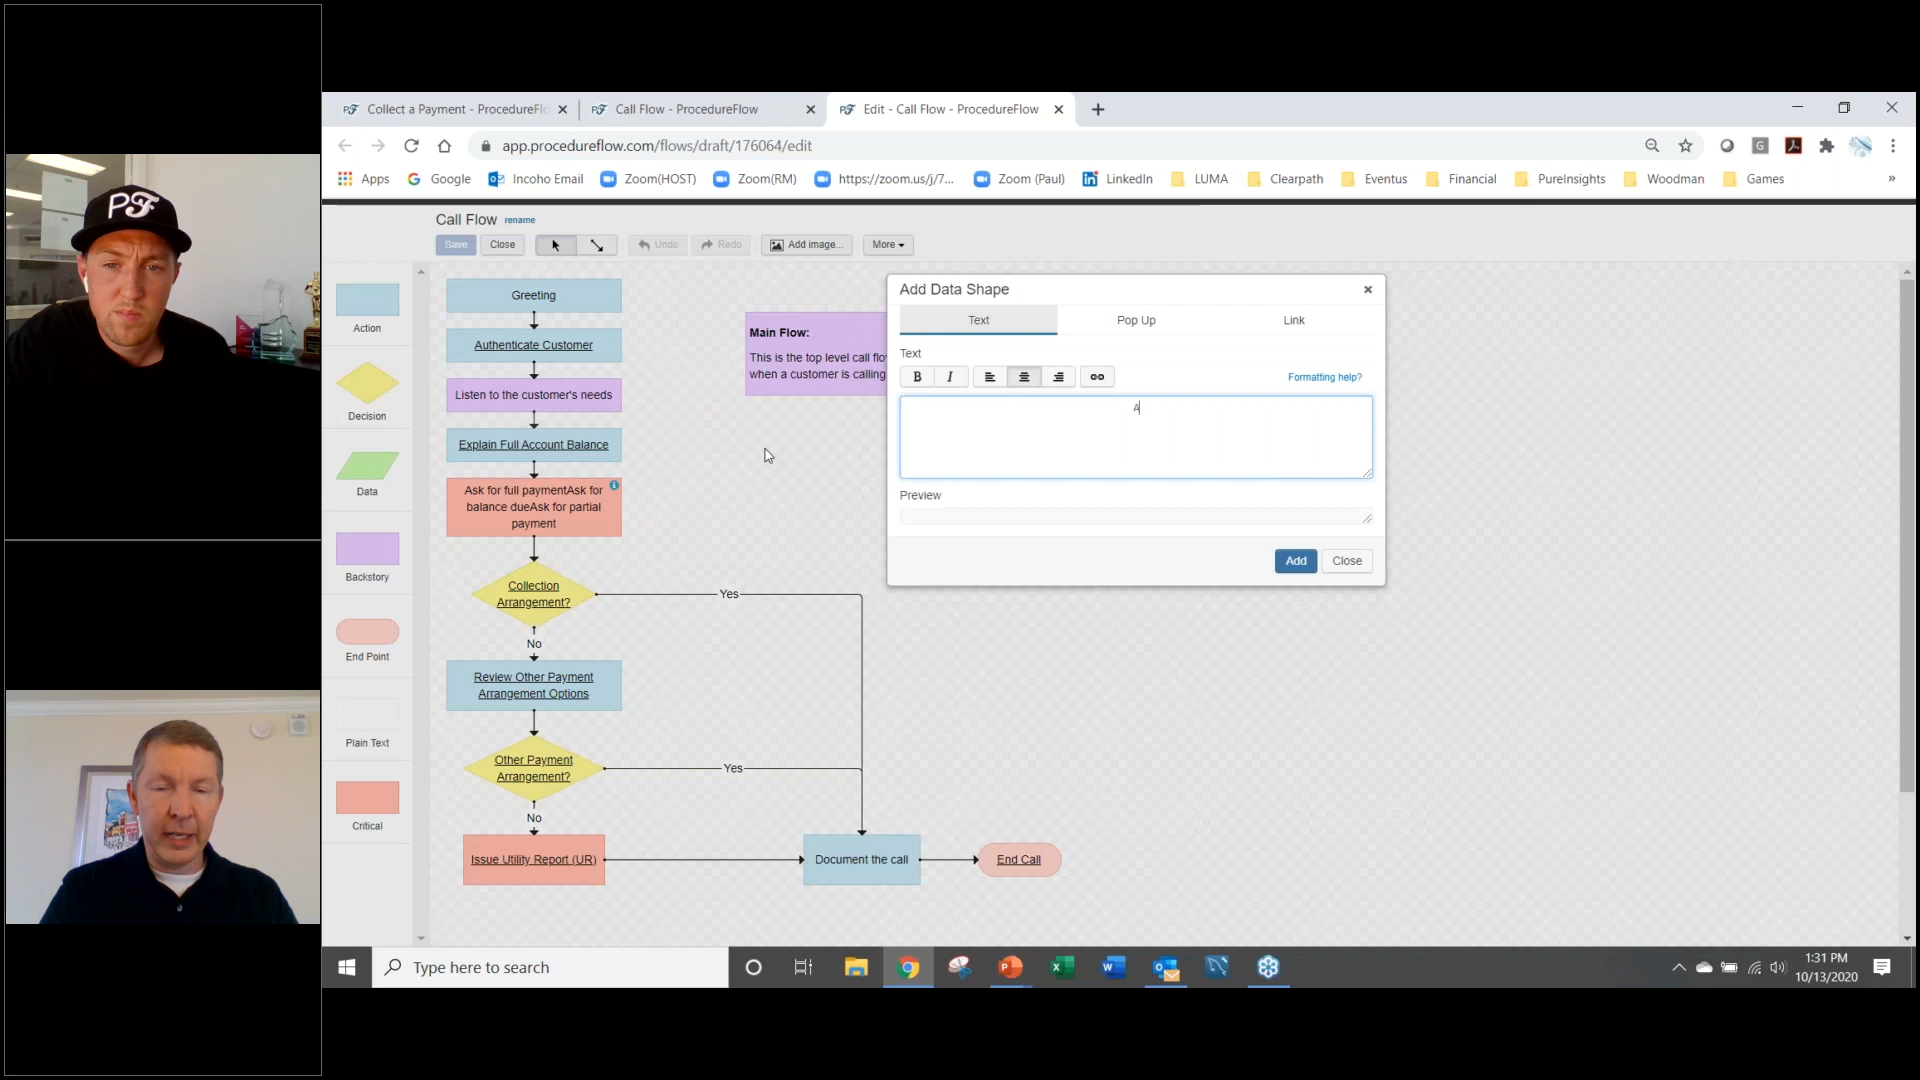 PF
Collect a Payment - ProcedureFlo
Call Flow - ProcedureFlow
Edit - Call Flow - ProcedureFlow
app.procedureflow.com/flows/draft/176064/edit
Apps
Google
Incoho Email
Zoom(HOST)
Zoom(RM)
https://zoom.us/j/7...
Zoom (Paul)
LinkedIn
LUMA
Clearpath
Eventus
Financial
PureInsights
Woodman
Games
»
Call Flow rename
Save
Close
Undo
Redo
Add image...
More
Action
Decision
Data
Backstory
End Point
Plain Text
Critical
Greeting
Authenticate Customer
Listen to the customer's needs
Explain Full Account Balance
Ask for full paymentAsk for
balance dueAsk for partial
payment
Collection
Arrangement?
Yes
No
Review Other Payment
Arrangement Options
Other Payment
Arrangement?
Yes
No
Issue Utility Report (UR)
Document the call
End Call
Main Flow:
This is the top level call flo
when a customer is calling
Add Data Shape
Text
Pop Up
Link
Text
B
I
Formatting help?
A
Preview
Add
Close
Type here to search
1:31 PM
10/13/2020